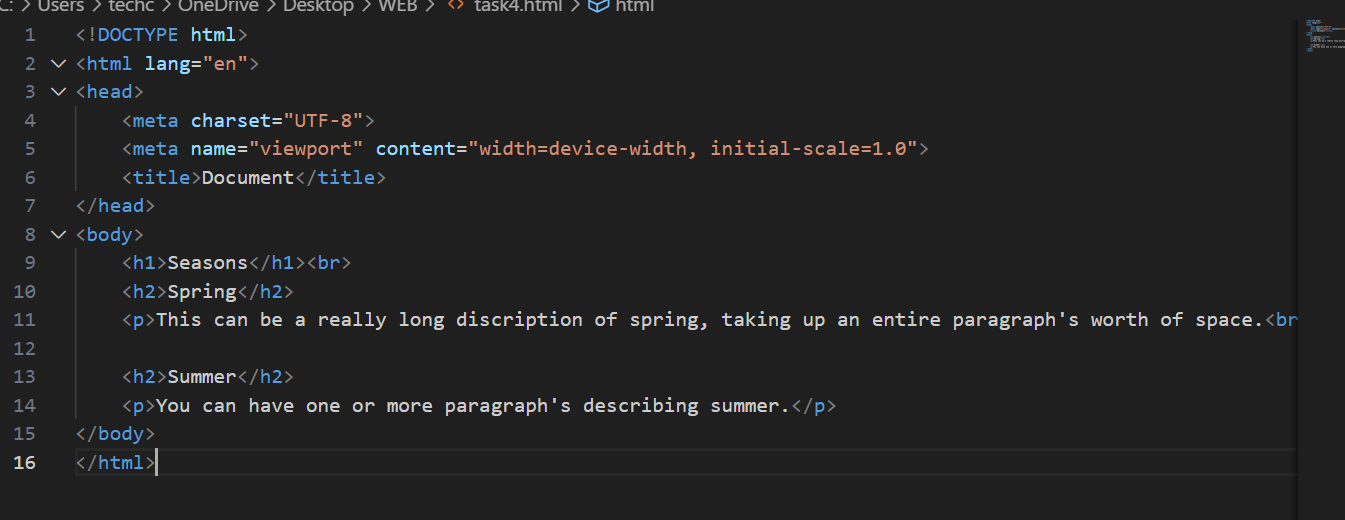 C: > Users > techc > OneDrive > Desktop > WEB > <> task4.html > html
1 <!DOCTYPE html>
2 <html lang="en">
3 <head>
4     <meta charset="UTF-8">
5     <meta name="viewport" content="width=device-width, initial-scale=1.0">
6     <title>Document</title>
7 </head>
8 <body>
9     <h1>Seasons</h1><br>
10     <h2>Spring</h2>
11     <p>This can be a really long discription of spring, taking up an entire paragraph's worth of space.<br
12
13     <h2>Summer</h2>
14     <p>You can have one or more paragraph's describing summer.</p>
15 </body>
16 </html>